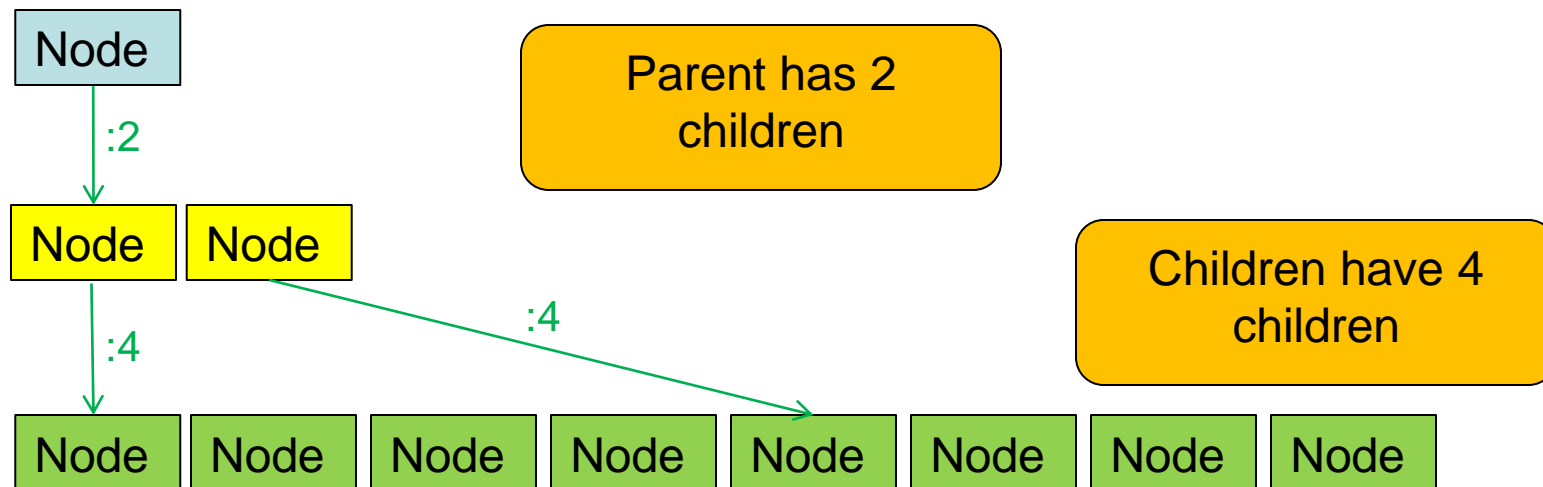 Node
Parent has 2
children
:2
Node Node
Children have 4
children
:4
:4
Node Node Node Node Node Node Node Node